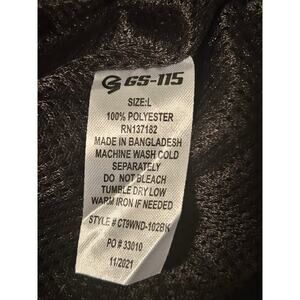 GS-115
SIZE:L
100% POLYESTER
RN137182
MADE IN BANGLADESH
MACHINE WASH COLD
SEPARATELY
DO NOT BLEACH
TUMBLE DRY LOW
WARM IRON IF NEEDED
STYLE # CT9WND-102BK
PO # 33010
11/2021